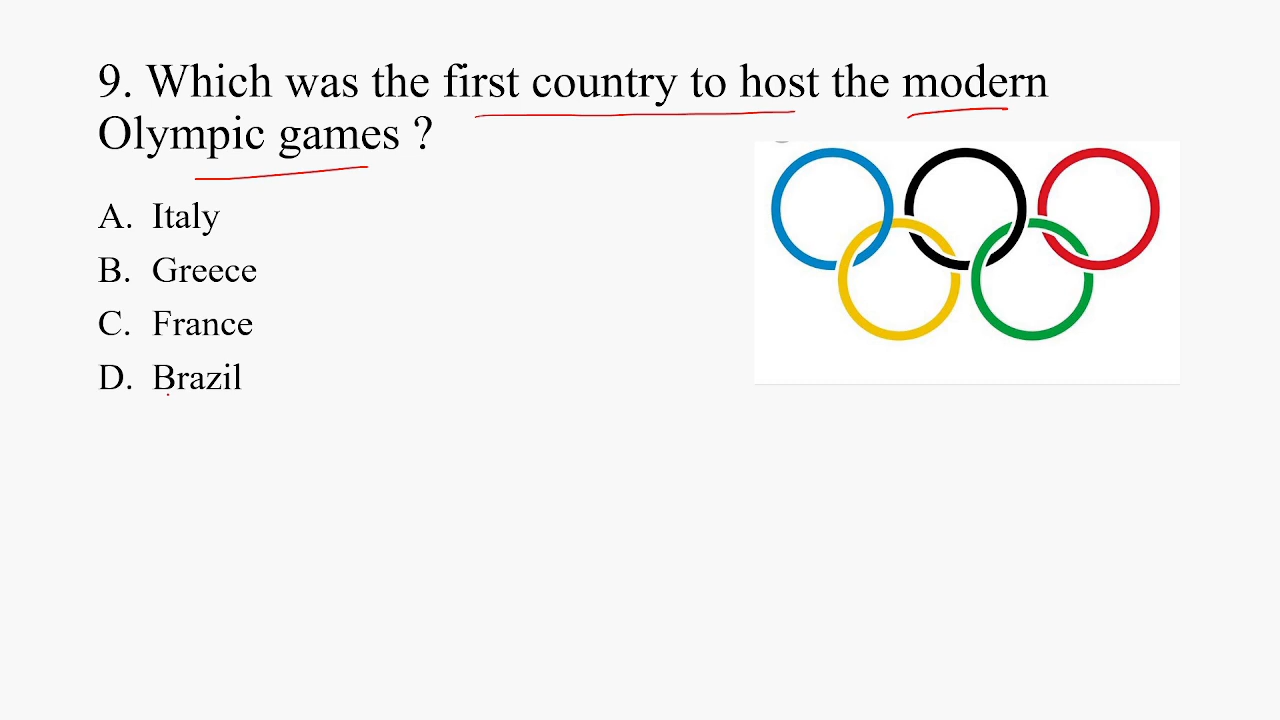 9. Which was the first country to host the modern
Olympic games ?
A. Italy
B. Greece
C. France
D. Brazil